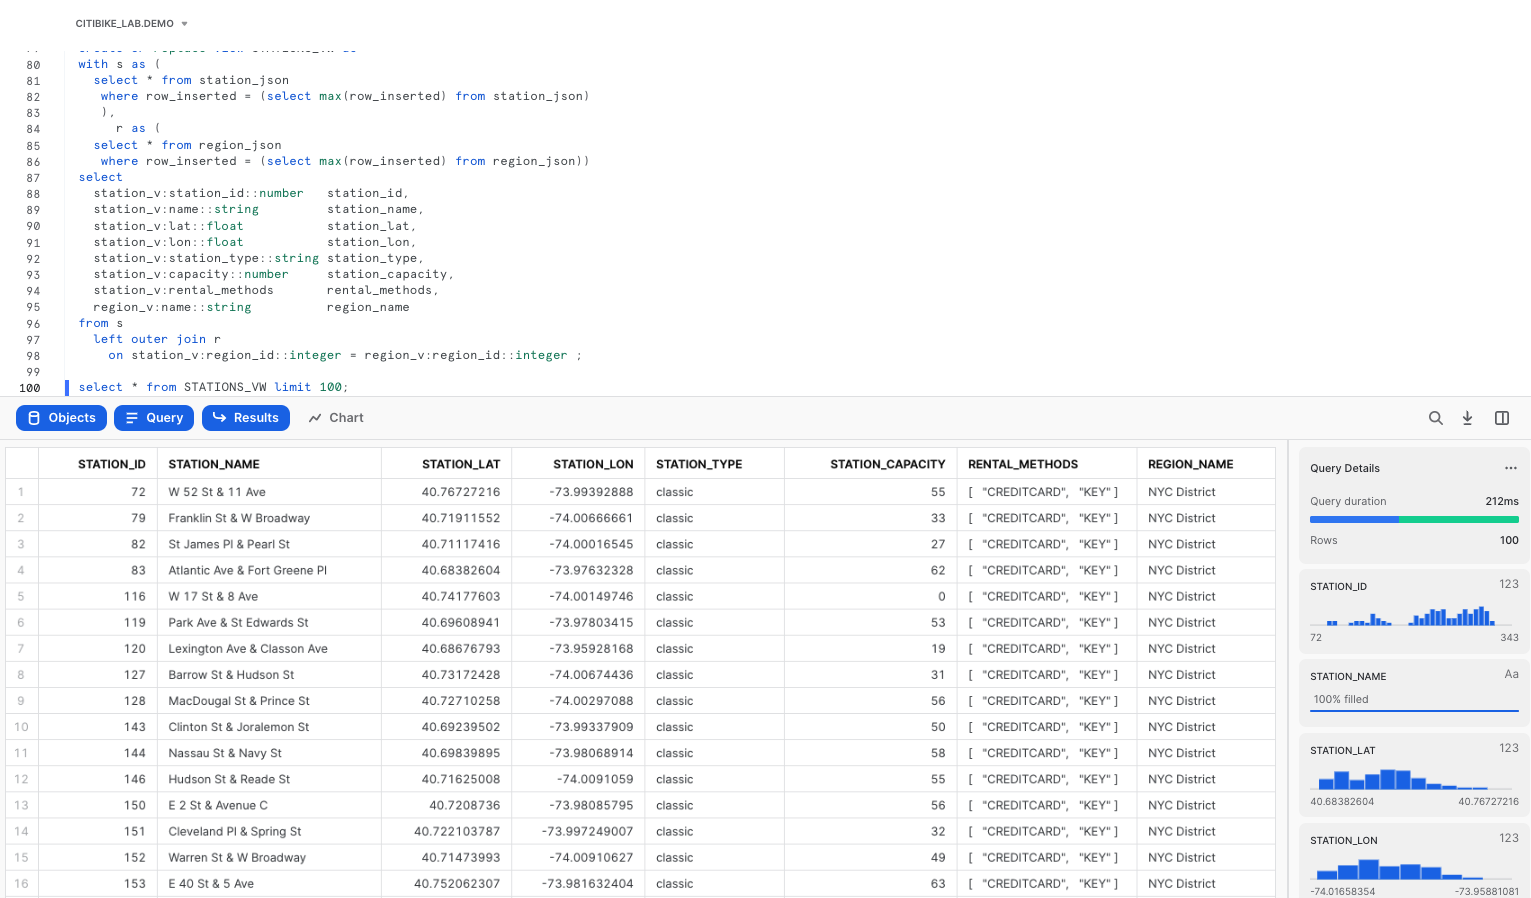 CITIBIKE_LAB.DEMO
80 with s as (
81 select * from station_json
82 where row_inserted = (select max(row_inserted) from station_json)
83 ),
84 r as (
85 select * from region_json
86 where row_inserted = (select max(row_inserted) from region_json))
87 select
88 station_v:station_id::number station_id,
89 station_v:name::string station_name,
90 station_v:lat::float station_lat,
91 station_v:lon::float station_lon,
92 station_v:station_type::string station_type,
93 station_v:capacity::number station_capacity,
94 station_v:rental_methods rental_methods,
95 region_v:name::string region_name
96 from s
97 left outer join r
98 on station_v:region_id::integer = region_v:region_id::integer ;
99
100 select * from STATIONS_VW limit 100;
Objects Query Results Chart
STATION_ID STATION_NAME STATION_LAT STATION_LON STATION_TYPE STATION_CAPACITY RENTAL_METHODS REGION_NAME
1 72 W 52 St & 11 Ave 40.76727216 -73.99392888 classic 55 [ "CREDITCARD", "KEY" ] NYC District
2 79 Franklin St & W Broadway 40.71911552 -74.00666661 classic 33 [ "CREDITCARD", "KEY" ] NYC District
3 82 St James Pl & Pearl St 40.71117416 -74.00016545 classic 27 [ "CREDITCARD", "KEY" ] NYC District
4 83 Atlantic Ave & Fort Greene Pl 40.68382604 -73.97632328 classic 62 [ "CREDITCARD", "KEY" ] NYC District
5 116 W 17 St & 8 Ave 40.74177603 -74.00149746 classic 0 [ "CREDITCARD", "KEY" ] NYC District
6 119 Park Ave & St Edwards St 40.69608941 -73.97803415 classic 53 [ "CREDITCARD", "KEY" ] NYC District
7 120 Lexington Ave & Classon Ave 40.68676793 -73.95928168 classic 19 [ "CREDITCARD", "KEY" ] NYC District
8 127 Barrow St & Hudson St 40.73172428 -74.00674436 classic 31 [ "CREDITCARD", "KEY" ] NYC District
9 128 MacDougal St & Prince St 40.72710258 -74.00297088 classic 56 [ "CREDITCARD", "KEY" ] NYC District
10 143 Clinton St & Joralemon St 40.69239502 -73.99337909 classic 50 [ "CREDITCARD", "KEY" ] NYC District
11 144 Nassau St & Navy St 40.69839895 -73.98068914 classic 58 [ "CREDITCARD", "KEY" ] NYC District
12 146 Hudson St & Reade St 40.71625008 -74.0091059 classic 55 [ "CREDITCARD", "KEY" ] NYC District
13 150 E 2 St & Avenue C 40.7208736 -73.98085795 classic 56 [ "CREDITCARD", "KEY" ] NYC District
14 151 Cleveland Pl & Spring St 40.722103787 -73.997249007 classic 32 [ "CREDITCARD", "KEY" ] NYC District
15 152 Warren St & W Broadway 40.71473993 -74.00910627 classic 49 [ "CREDITCARD", "KEY" ] NYC District
16 153 E 40 St & 5 Ave 40.752062307 -73.981632404 classic 63 [ "CREDITCARD", "KEY" ] NYC District
Query Details
Query duration 212ms
Rows 100
STATION_ID 123
72 343
STATION_NAME Aa
100% filled
STATION_LAT 123
40.68382604 40.76727216
STATION_LON 123
-74.01658354 -73.95881081